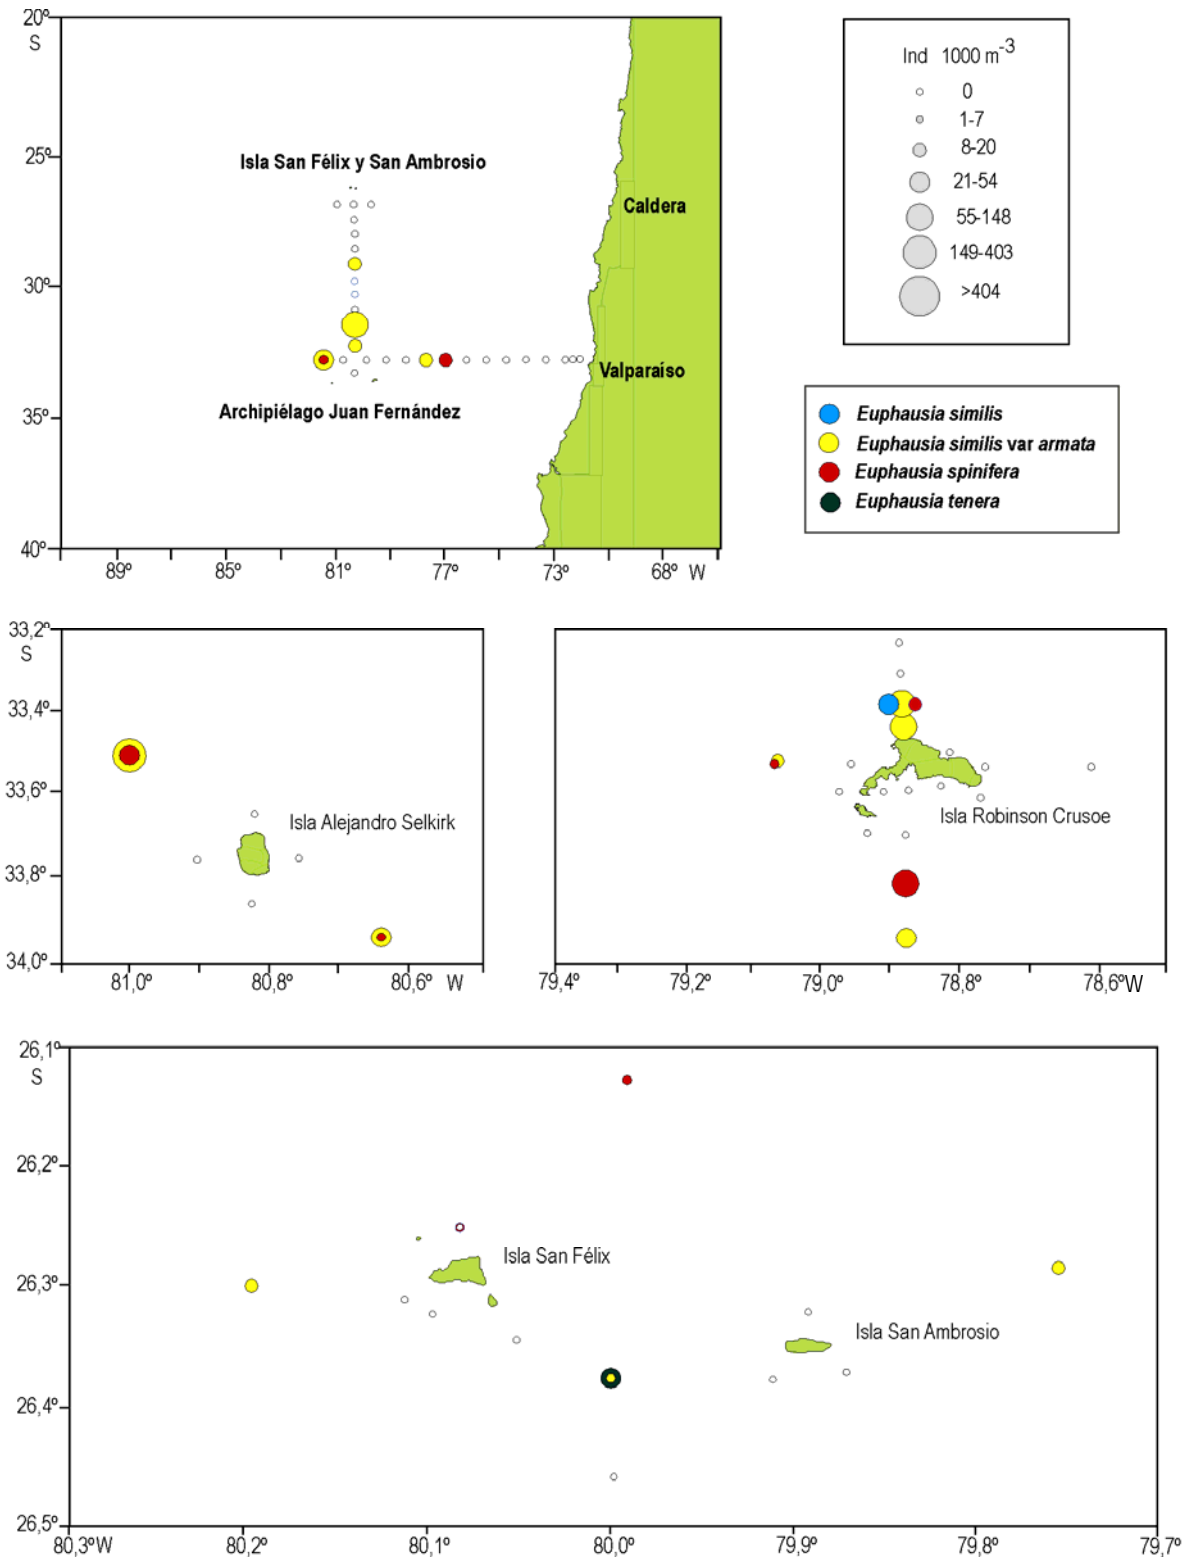 20º
S
25º
30º
35º
40º
89º 85º 81º 77º 73º 68º W
Isla San Félix y San Ambrosio
Caldera
Valparaíso
Archipiélago Juan Fernández
Ind 1000 m-3
0
1-7
8-20
21-54
55-148
149-403
>404
Euphausia similis
Euphausia similis var armata
Euphausia spinifera
Euphausia tenera
33,2º
S
33,4º
33,6º
33,8º
34,0º
81,0º 80,8º 80,6º W
Isla Alejandro Selkirk
79,4º 79,2º 79,0º 78,8º 78,6ºW
Isla Robinson Crusoe
26,1º
S
26,2º
26,3º
26,4º
26,5º
80,3ºW 80,2º 80,1º 80,0º 79,9º 79,8º 79,7º
Isla San Félix
Isla San Ambrosio